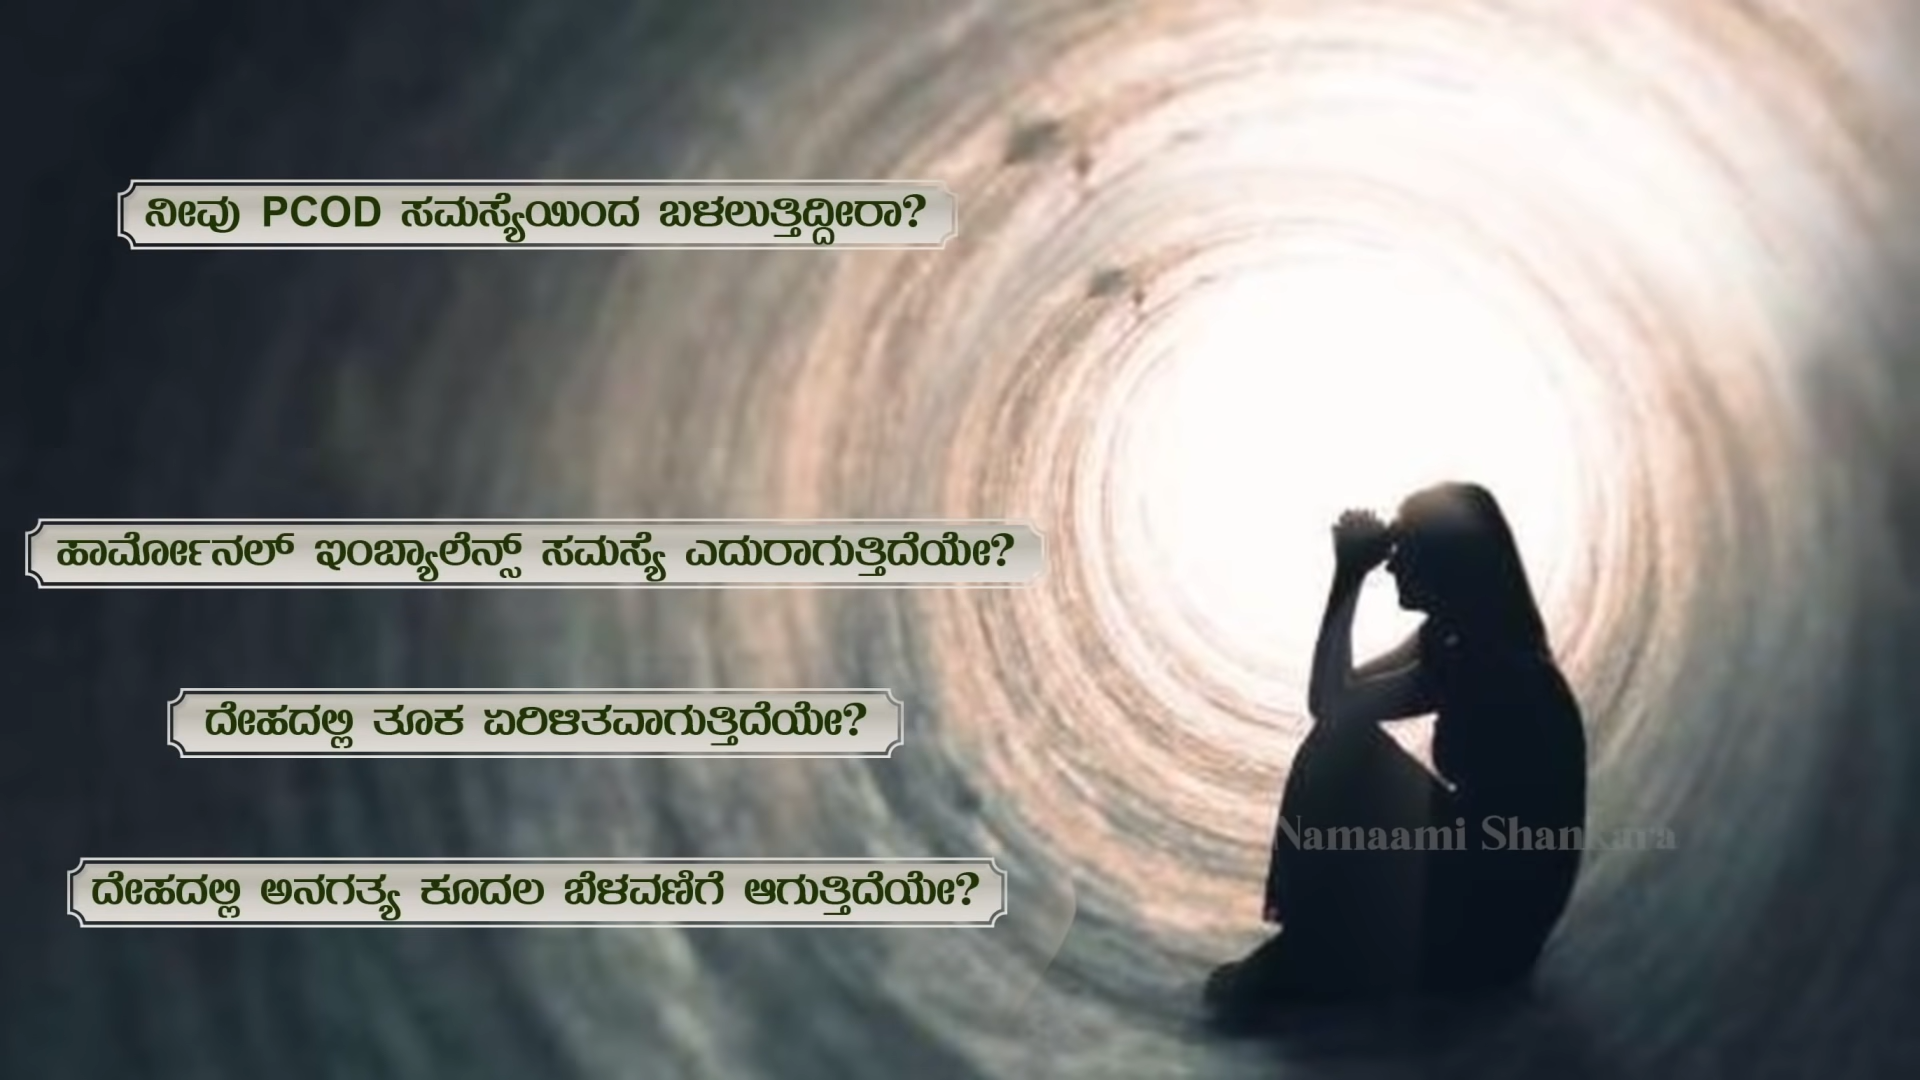 ನೀವು PCOD ಸಮಸ್ಯೆಯಿಂದ ಬಳಲುತ್ತಿದ್ದೀರಾ?
ಹಾರ್ಮೋನಲ್ ಇಂಬ್ಯಾಲೆನ್ಸ್ ಸಮಸ್ಯೆ ಎದುರಾಗುತ್ತಿದೆಯೇ?
ದೇಹದಲ್ಲಿ ತೂಕ ಏರಿಳಿತವಾಗುತ್ತಿದೆಯೇ?
Namaami Shankara
ದೇಹದಲ್ಲಿ ಅನಗತ್ಯ ಕೂದಲ ಬೆಳವಣಿಗೆ ಆಗುತ್ತಿದೆಯೇ?